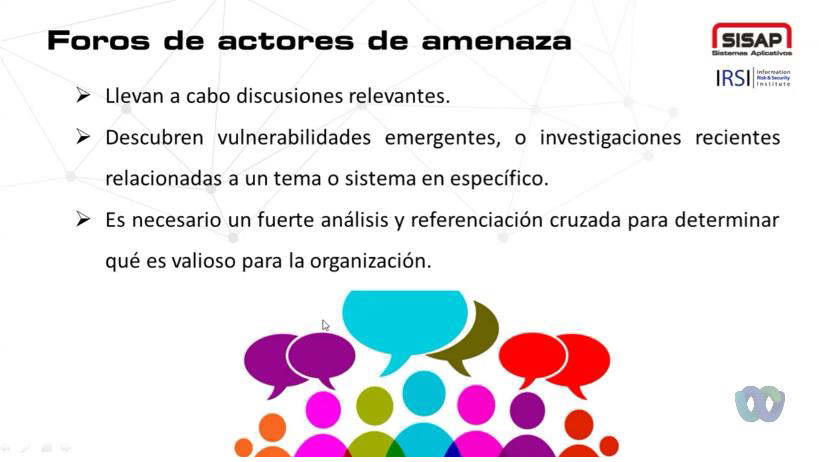 Foros de actores de amenaza
SISAP
Sistemas Aplicativos
IRSI
Information
Risk & Security
Institute
Llevan a cabo discusiones relevantes.
Descubren vulnerabilidades emergentes, o investigaciones recientes
relacionadas a un tema o sistema en específico.
Es necesario un fuerte análisis y referenciación cruzada para determinar
qué es valioso para la organización.